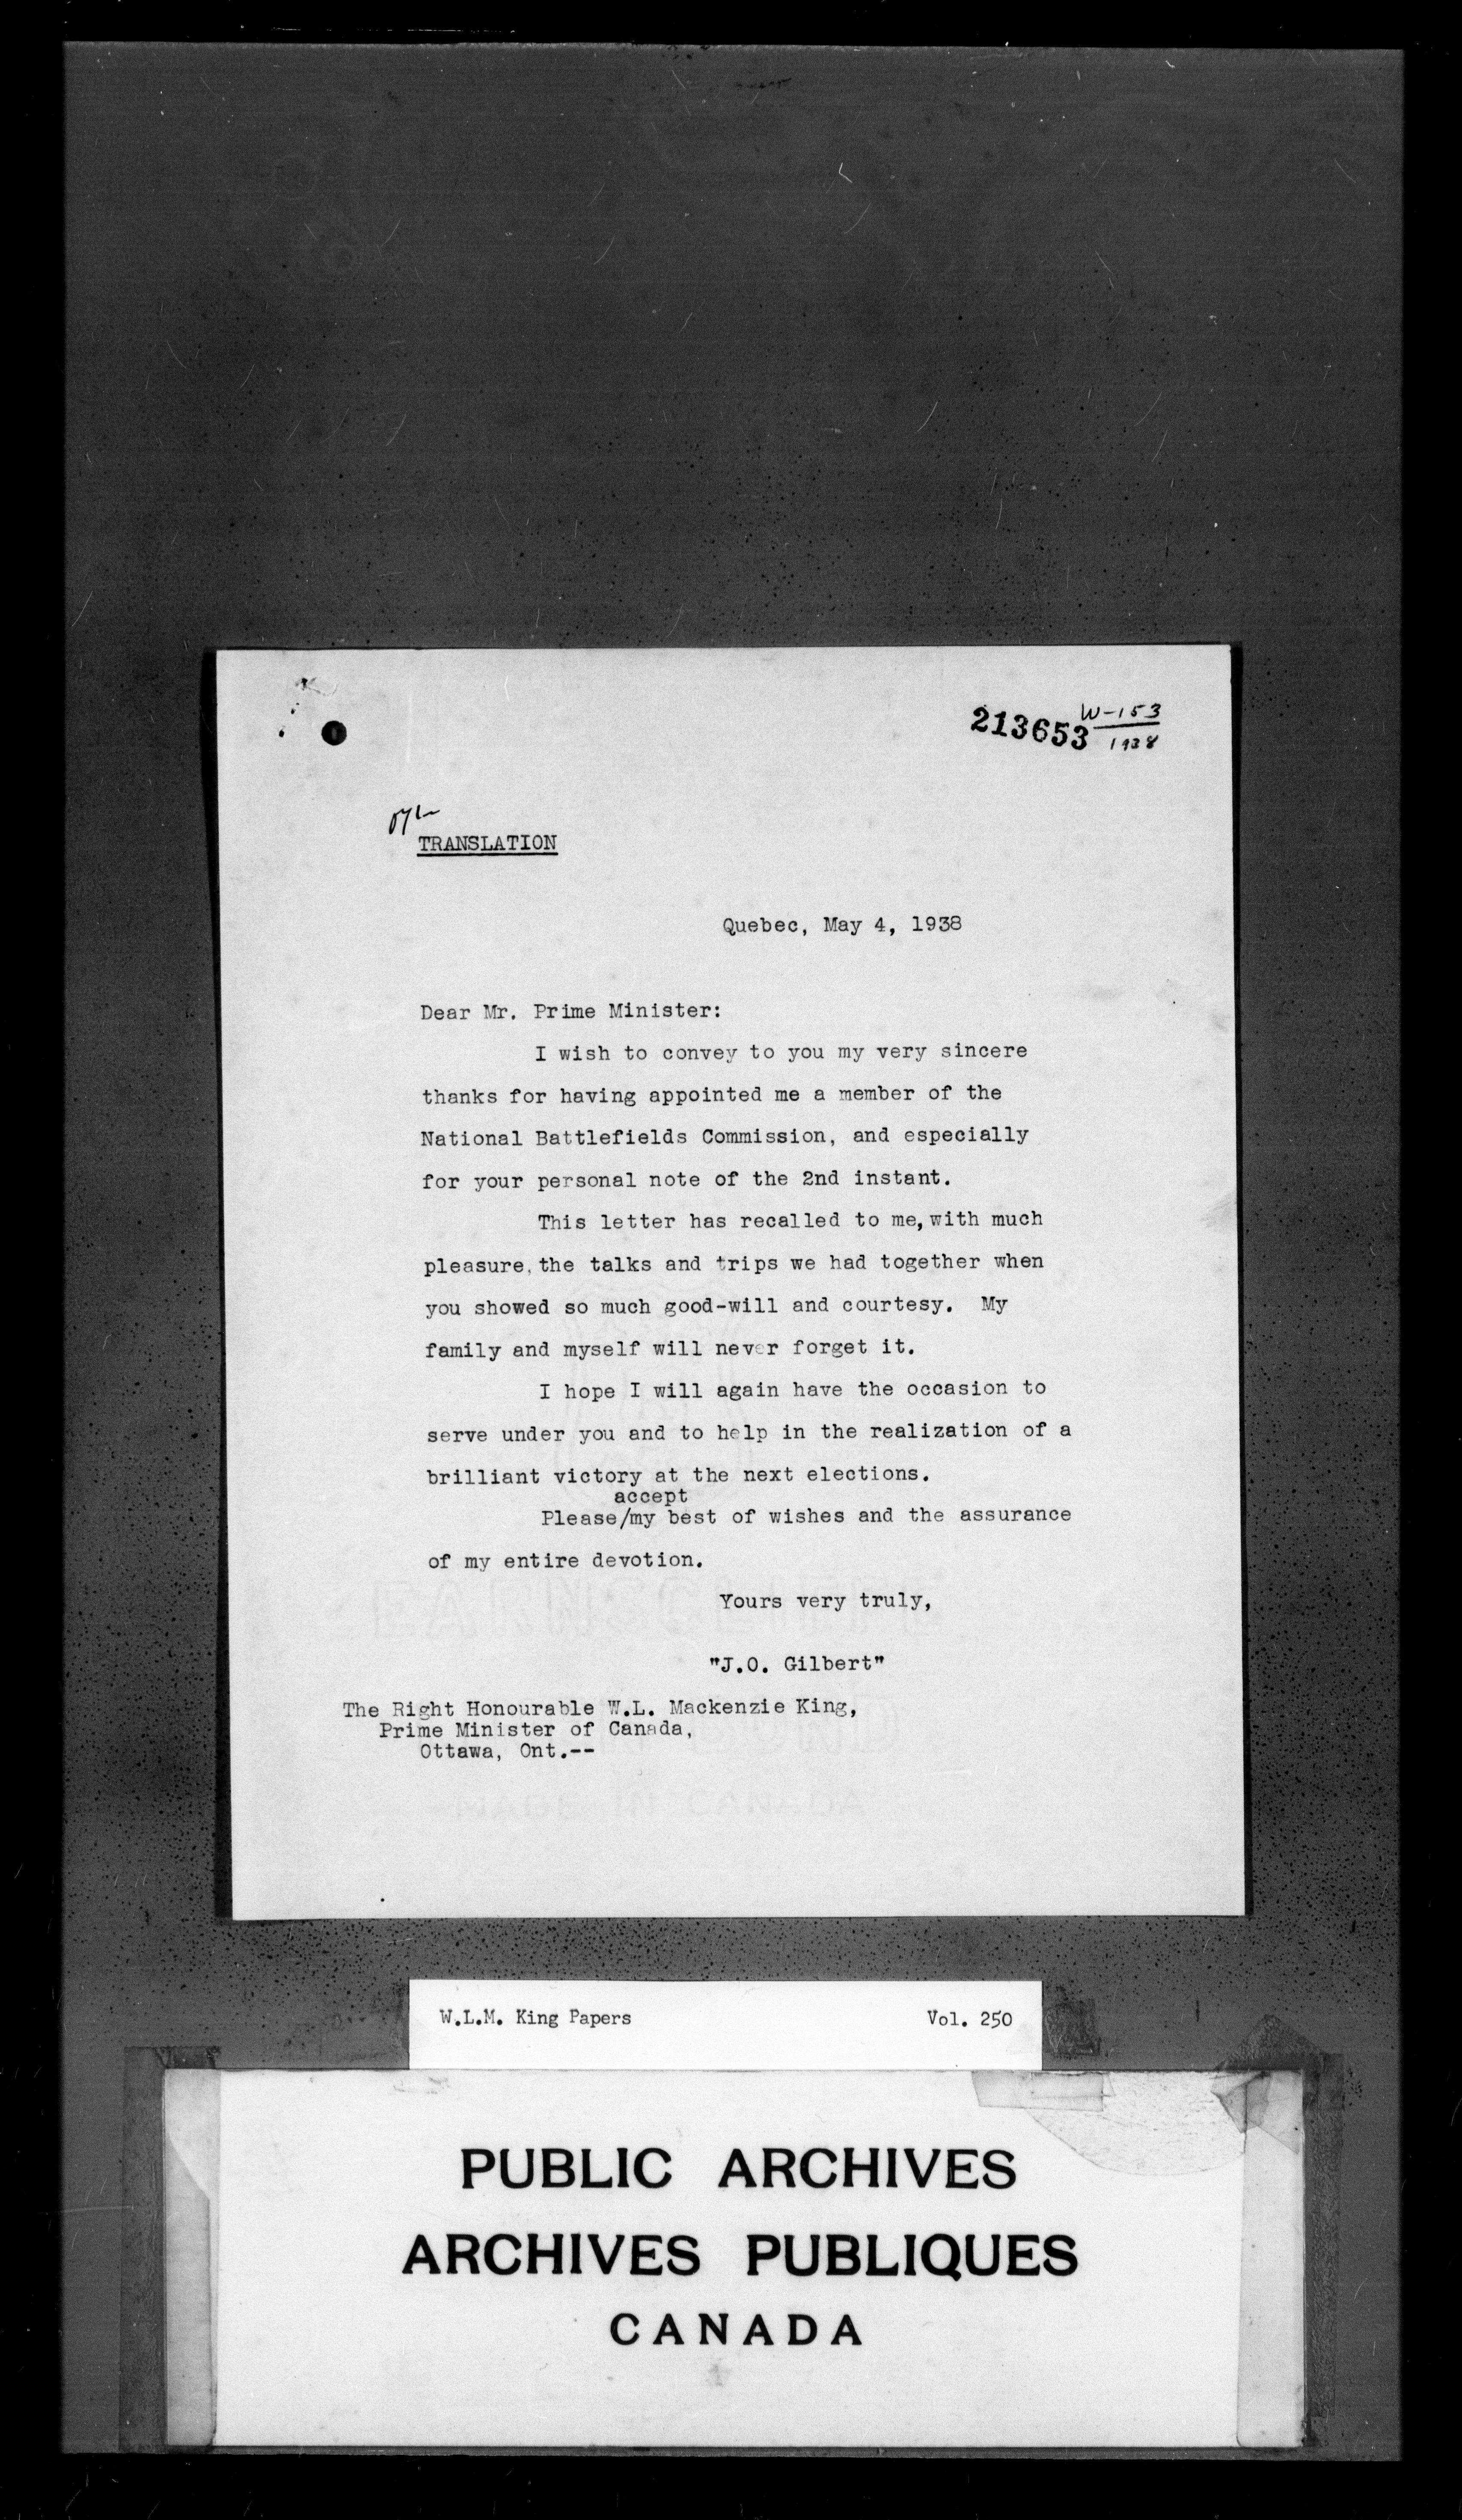 213653 W-153
1938
TRANSLATION
Quebec, May 4, 1938
Dear Mr. Prime Minister:
I wish to convey to you my very sincere
thanks for having appointed me a member of the
National Battlefields Commission, and especially
for your personal note of the 2nd instant.
This letter has recalled to me, with much
pleasure, the talks and trips we had together when
you showed so much good-will and courtesy. My
family and myself will never forget it.
I hope I will again have the occasion to
serve under you and to help in the realization of a
brilliant victory at the next elections.
accept
Please/my best of wishes and the assurance
of my entire devotion.
Yours very truly,
"J.O. Gilbert"
The Right Honourable W.L. Mackenzie King,
Prime Minister of Canada,
Ottawa, Ont.--
MADE IN CANADA
W.L.M. King Papers Vol. 250
PUBLIC ARCHIVES
ARCHIVES PUBLIQUES
CANADA